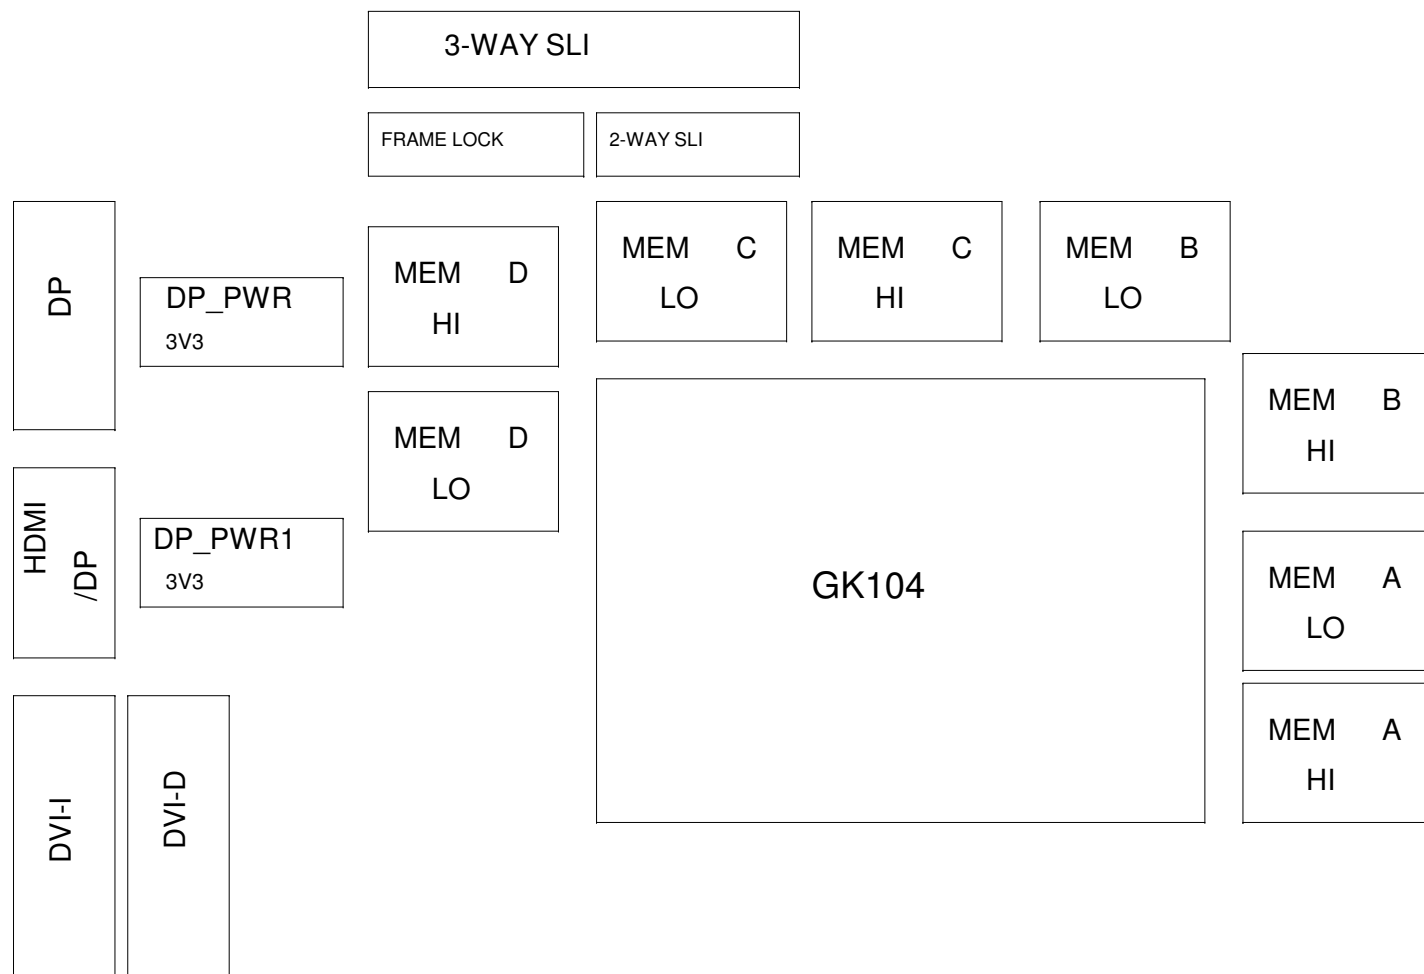 3-WAY SLI
FRAME LOCK
2-WAY SLI
DP
DP_PWR
3V3
MEM D
HI
MEM C
LO
MEM C
HI
MEM B
LO
MEM D
LO
MEM B
HI
HDMI
/DP
DP_PWR1
3V3
GK104
MEM A
LO
MEM A
HI
DVI-I
DVI-D